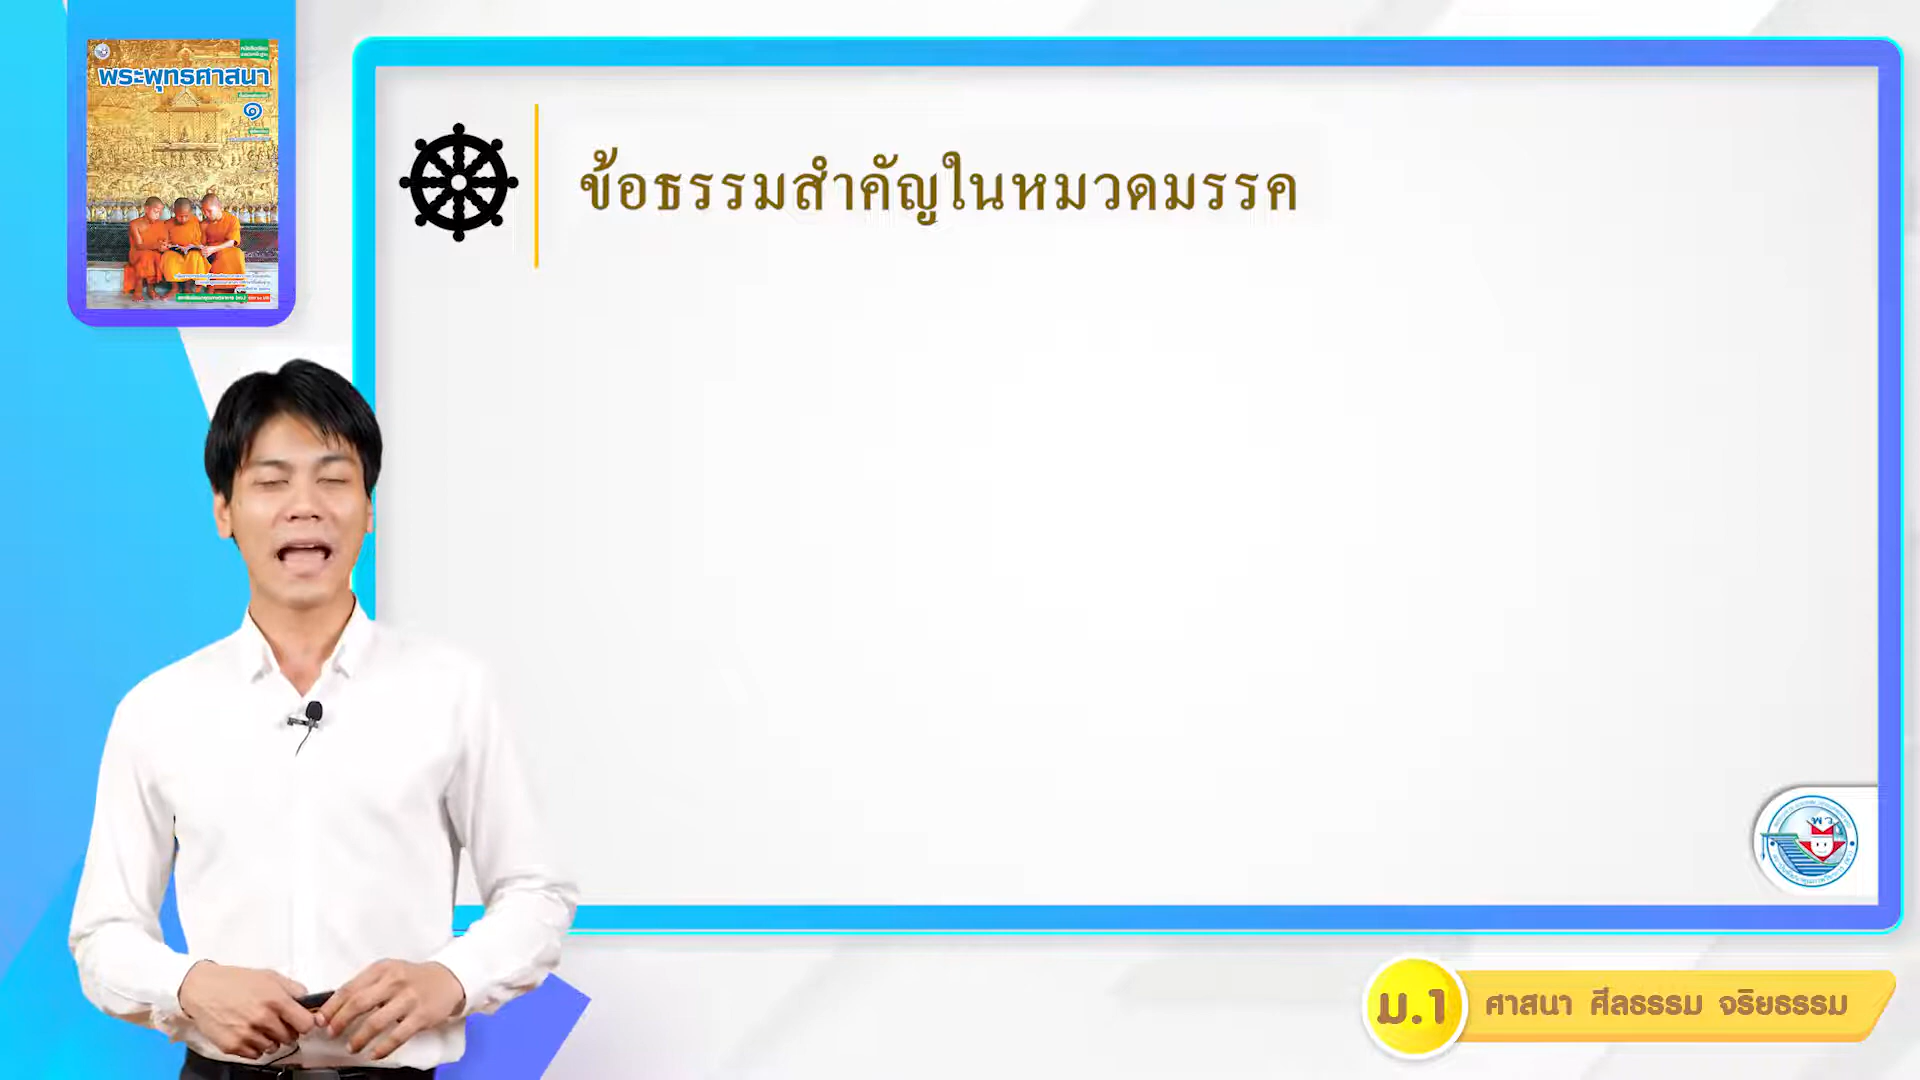 พระพุทธศาสนา
๑
ข้อธรรมสำคัญในหมวดมรรค
พว
ม.1
ศาสนา ศีลธรรม จริยธรรม